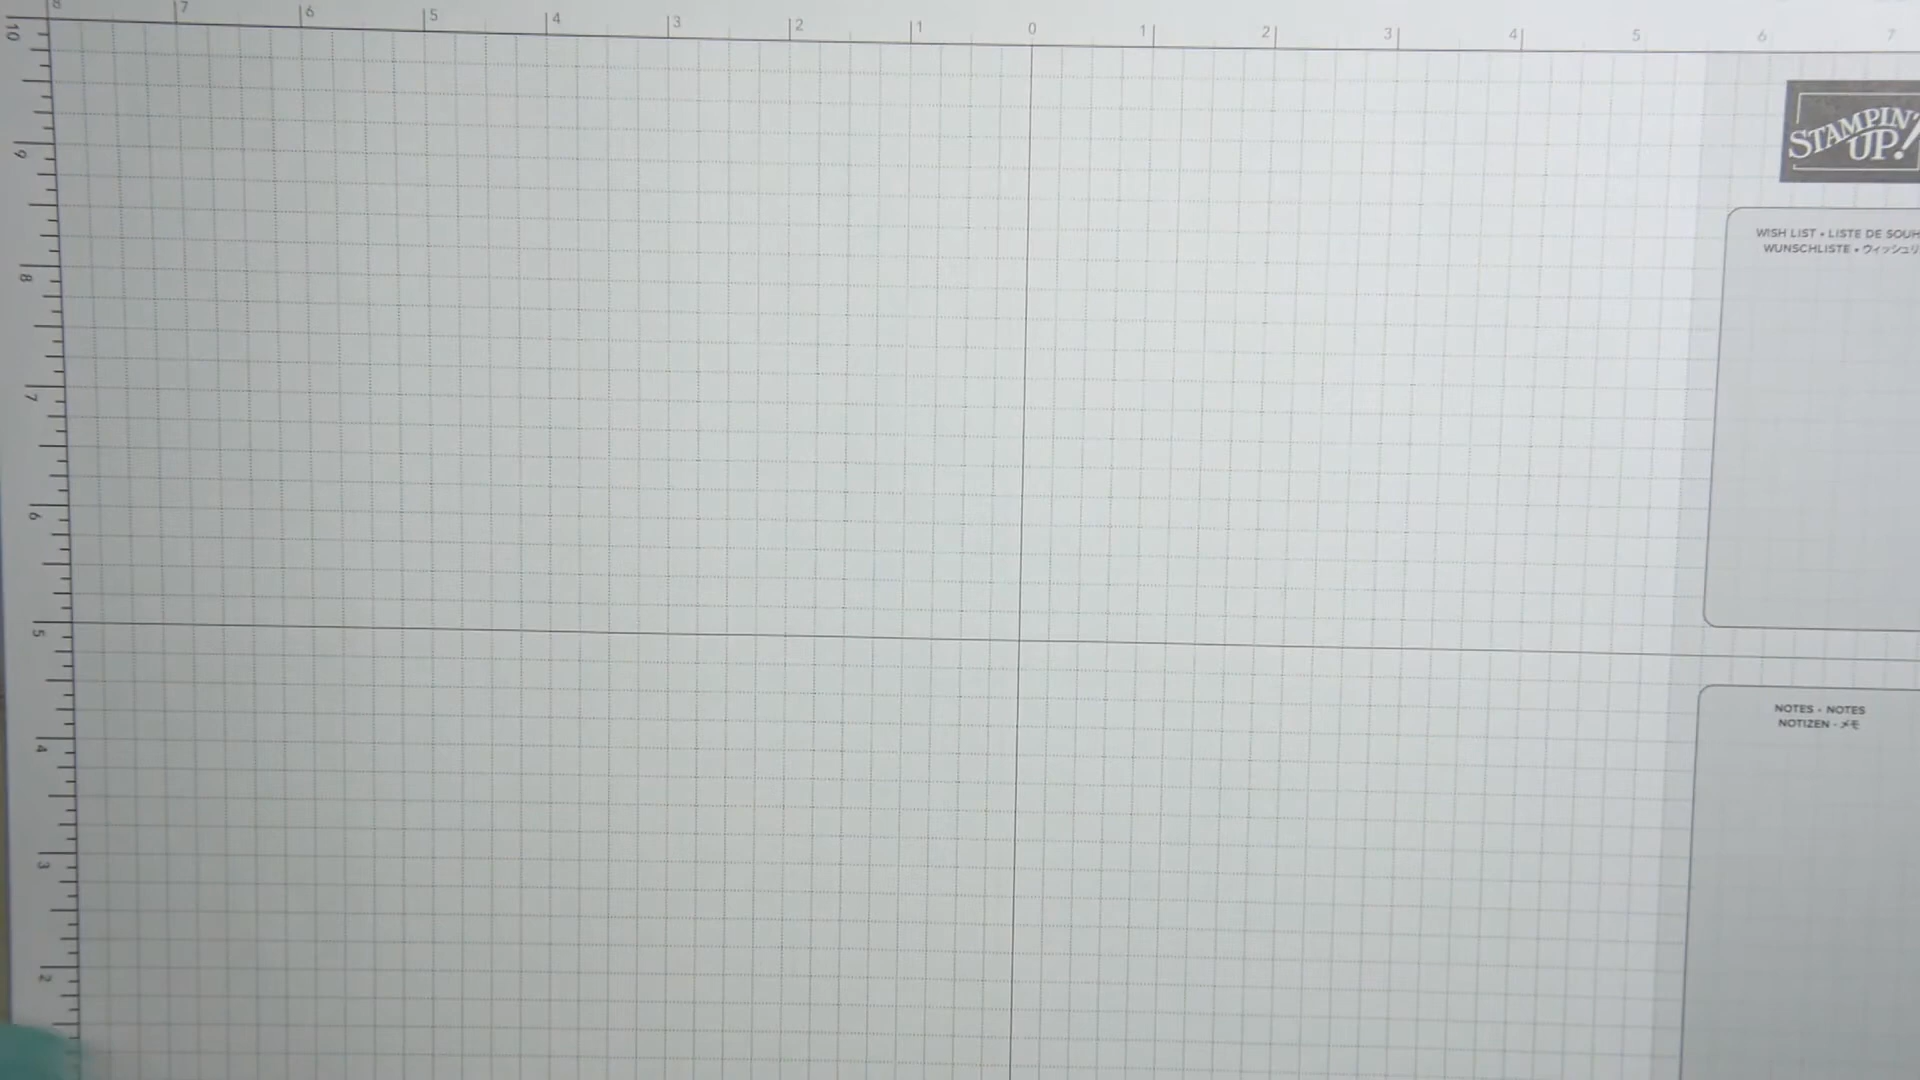 8 7 6 5 4 3 2 1 0 1 2 3 4 5 6 7
10
9
8
7
6
5
4
3
2
STAMPIN'
UP!
WISH LIST • LISTE DE SOUH
WUNSCHLISTE • ウィッシュリ
NOTES • NOTES
NOTIZEN • メモ